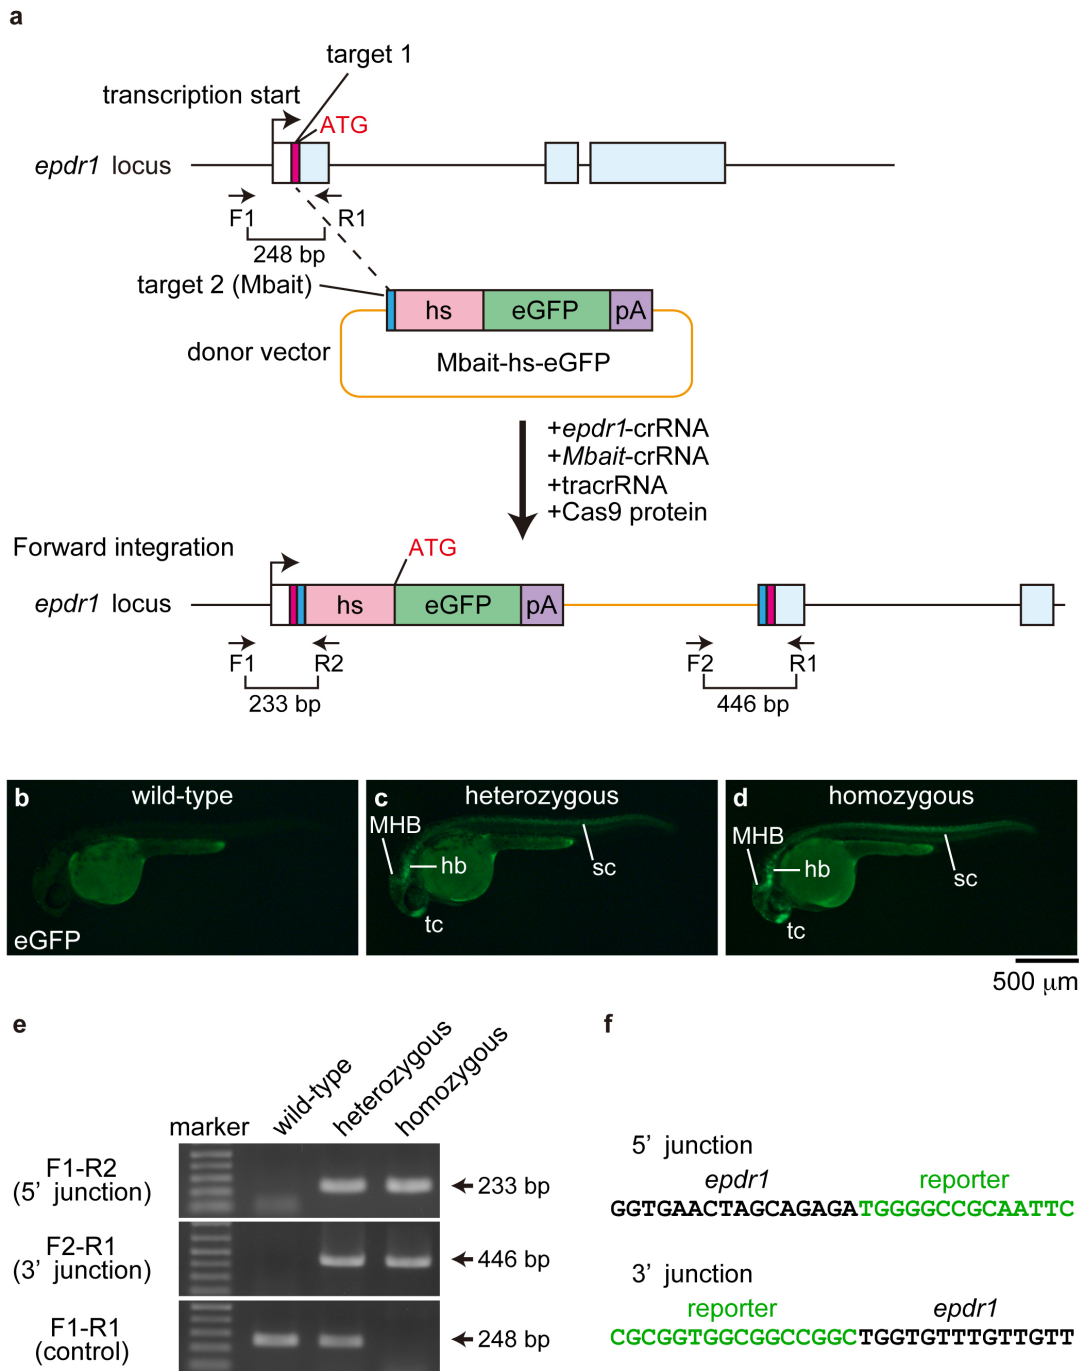 a
target 1
transcription start
ATG
epdr1 locus
F1
R1
248 bp
target 2 (Mbait)
hs eGFP pA
donor vector
Mbait-hs-eGFP
+epdr1-crRNA
+Mbait-crRNA
+tracrRNA
+Cas9 protein
Forward integration
ATG
epdr1 locus
hs eGFP pA
F1 R2 F2 R1
233 bp 446 bp
b wild-type
eGFP
c heterozygous
MHB
hb
sc
tc
d homozygous
MHB
hb
sc
tc
500 μm
e
wild-type
heterozygous
homozygous
marker
F1-R2
(5’ junction)
233 bp
F2-R1
(3’ junction)
446 bp
F1-R1
(control)
248 bp
f
5’ junction
epdr1 reporter
GGTGAACTAGCAGAGATGGGGCCGCAATTC
3’ junction
reporter epdr1
CGCGGTGGCGGCCGGCTGGTGTTTGTTGTT